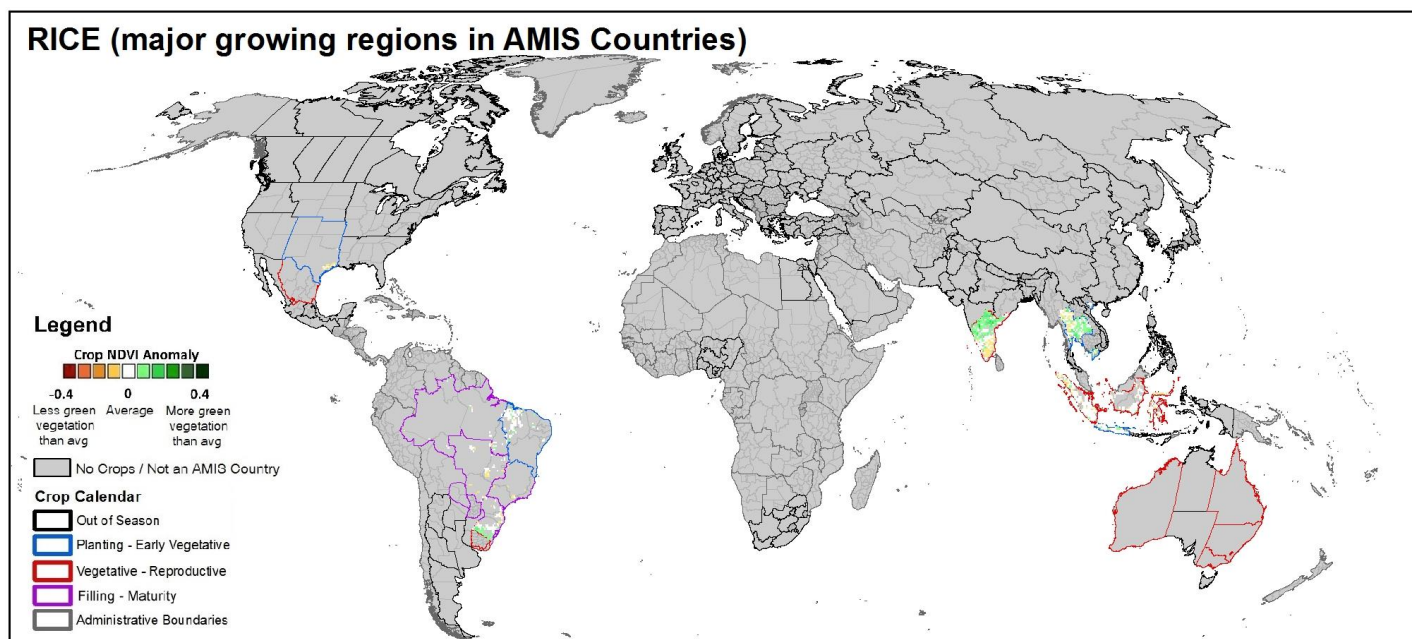 RICE (major growing regions in AMIS Countries)
Legend
Crop NDVI Anomaly
-0.4 0 0.4
Less green Average More green
vegetation vegetation
than avg than avg
No Crops / Not an AMIS Country
Crop Calendar
Out of Season
Planting - Early Vegetative
Vegetative - Reproductive
Filling - Maturity
Administrative Boundaries